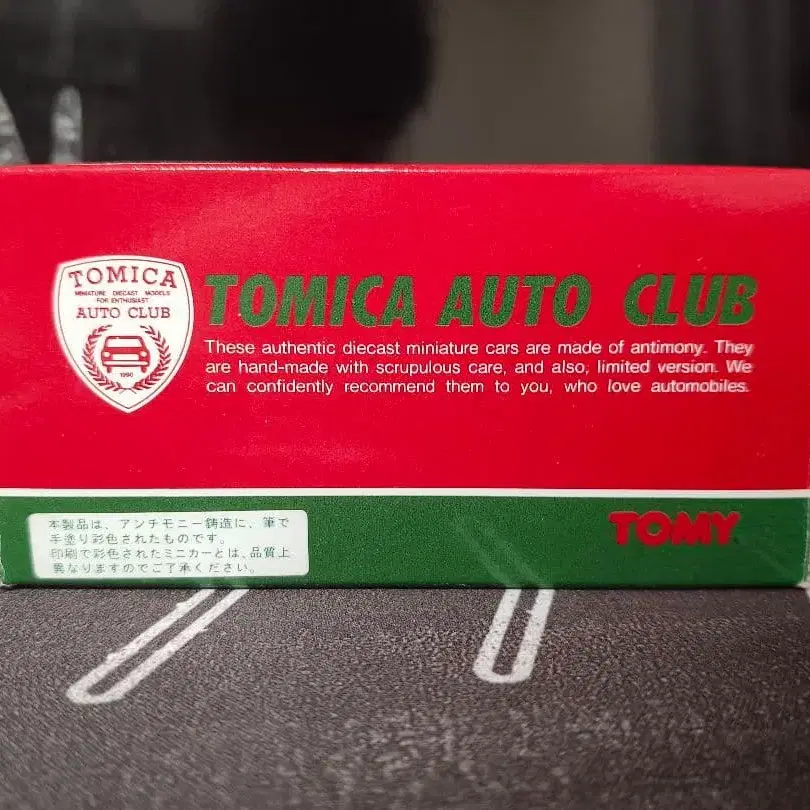 TOMICA
MINIATURE DIECAST MODELS
FOR ENTHUSIAST
AUTO CLUB
1990
TOMICA AUTO CLUB
These authentic diecast miniature cars are made of antimony. They
are hand-made with scrupulous care, and also, limited version. We
can confidently recommend them to you, who love automobiles.
本製品は、アンチモニー鋳造に、筆で
手塗り彩色されたものです。
印刷で彩色されたミニカーとは、品質上
異なりますのでご了承ください。
TOMY